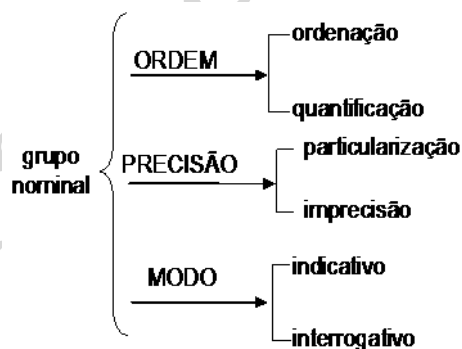 ordenação
ORDEM
quantificação
particularização
grupo
nominal
PRECISÃO
imprecisão
indicativo
MODO
interrogativo